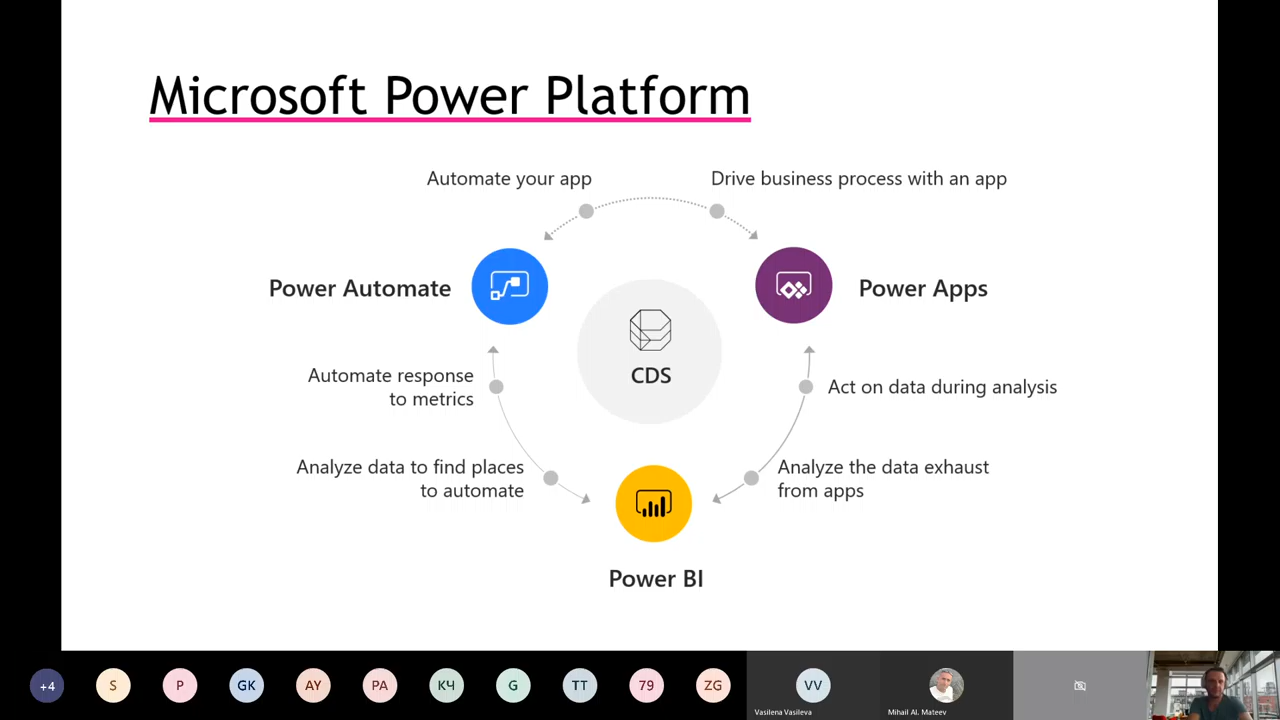 Microsoft Power Platform
Automate your app
Drive business process with an app
Power Automate
Power Apps
CDS
Automate response
to metrics
Act on data during analysis
Analyze data to find places
to automate
Analyze the data exhaust
from apps
Power BI
+4
S
P
GK
AY
PA
КЧ
G
TT
79
ZG
VV
Vasilena Vasileva
Mihail Al. Mateev